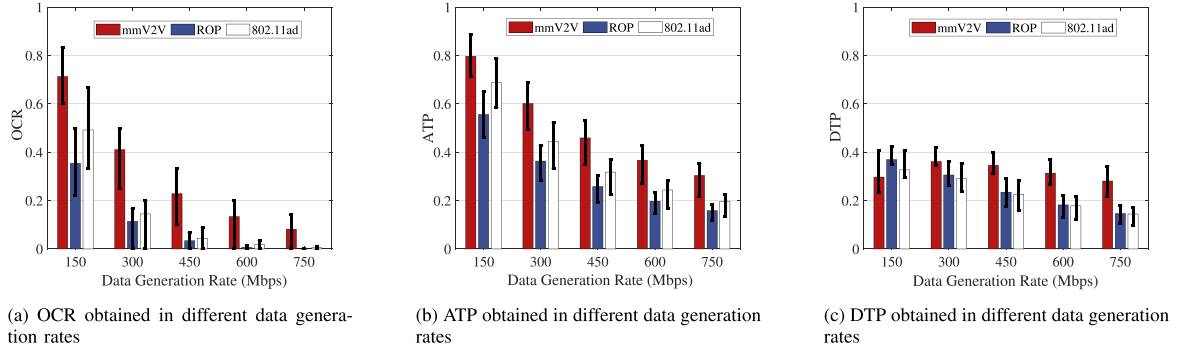 1
0.8
0.6
0.4
0.2
0
OCR
mmV2V ROP 802.11ad
150 300 450 600 750
Data Generation Rate (Mbps)
(a) OCR obtained in different data genera-
tion rates
1
0.8
0.6
0.4
0.2
0
ATP
mmV2V ROP 802.11ad
150 300 450 600 750
Data Generation Rate (Mbps)
(b) ATP obtained in different data generation
rates
1
0.8
0.6
0.4
0.2
0
DTP
mmV2V ROP 802.11ad
150 300 450 600 750
Data Generation Rate (Mbps)
(c) DTP obtained in different data generation
rates